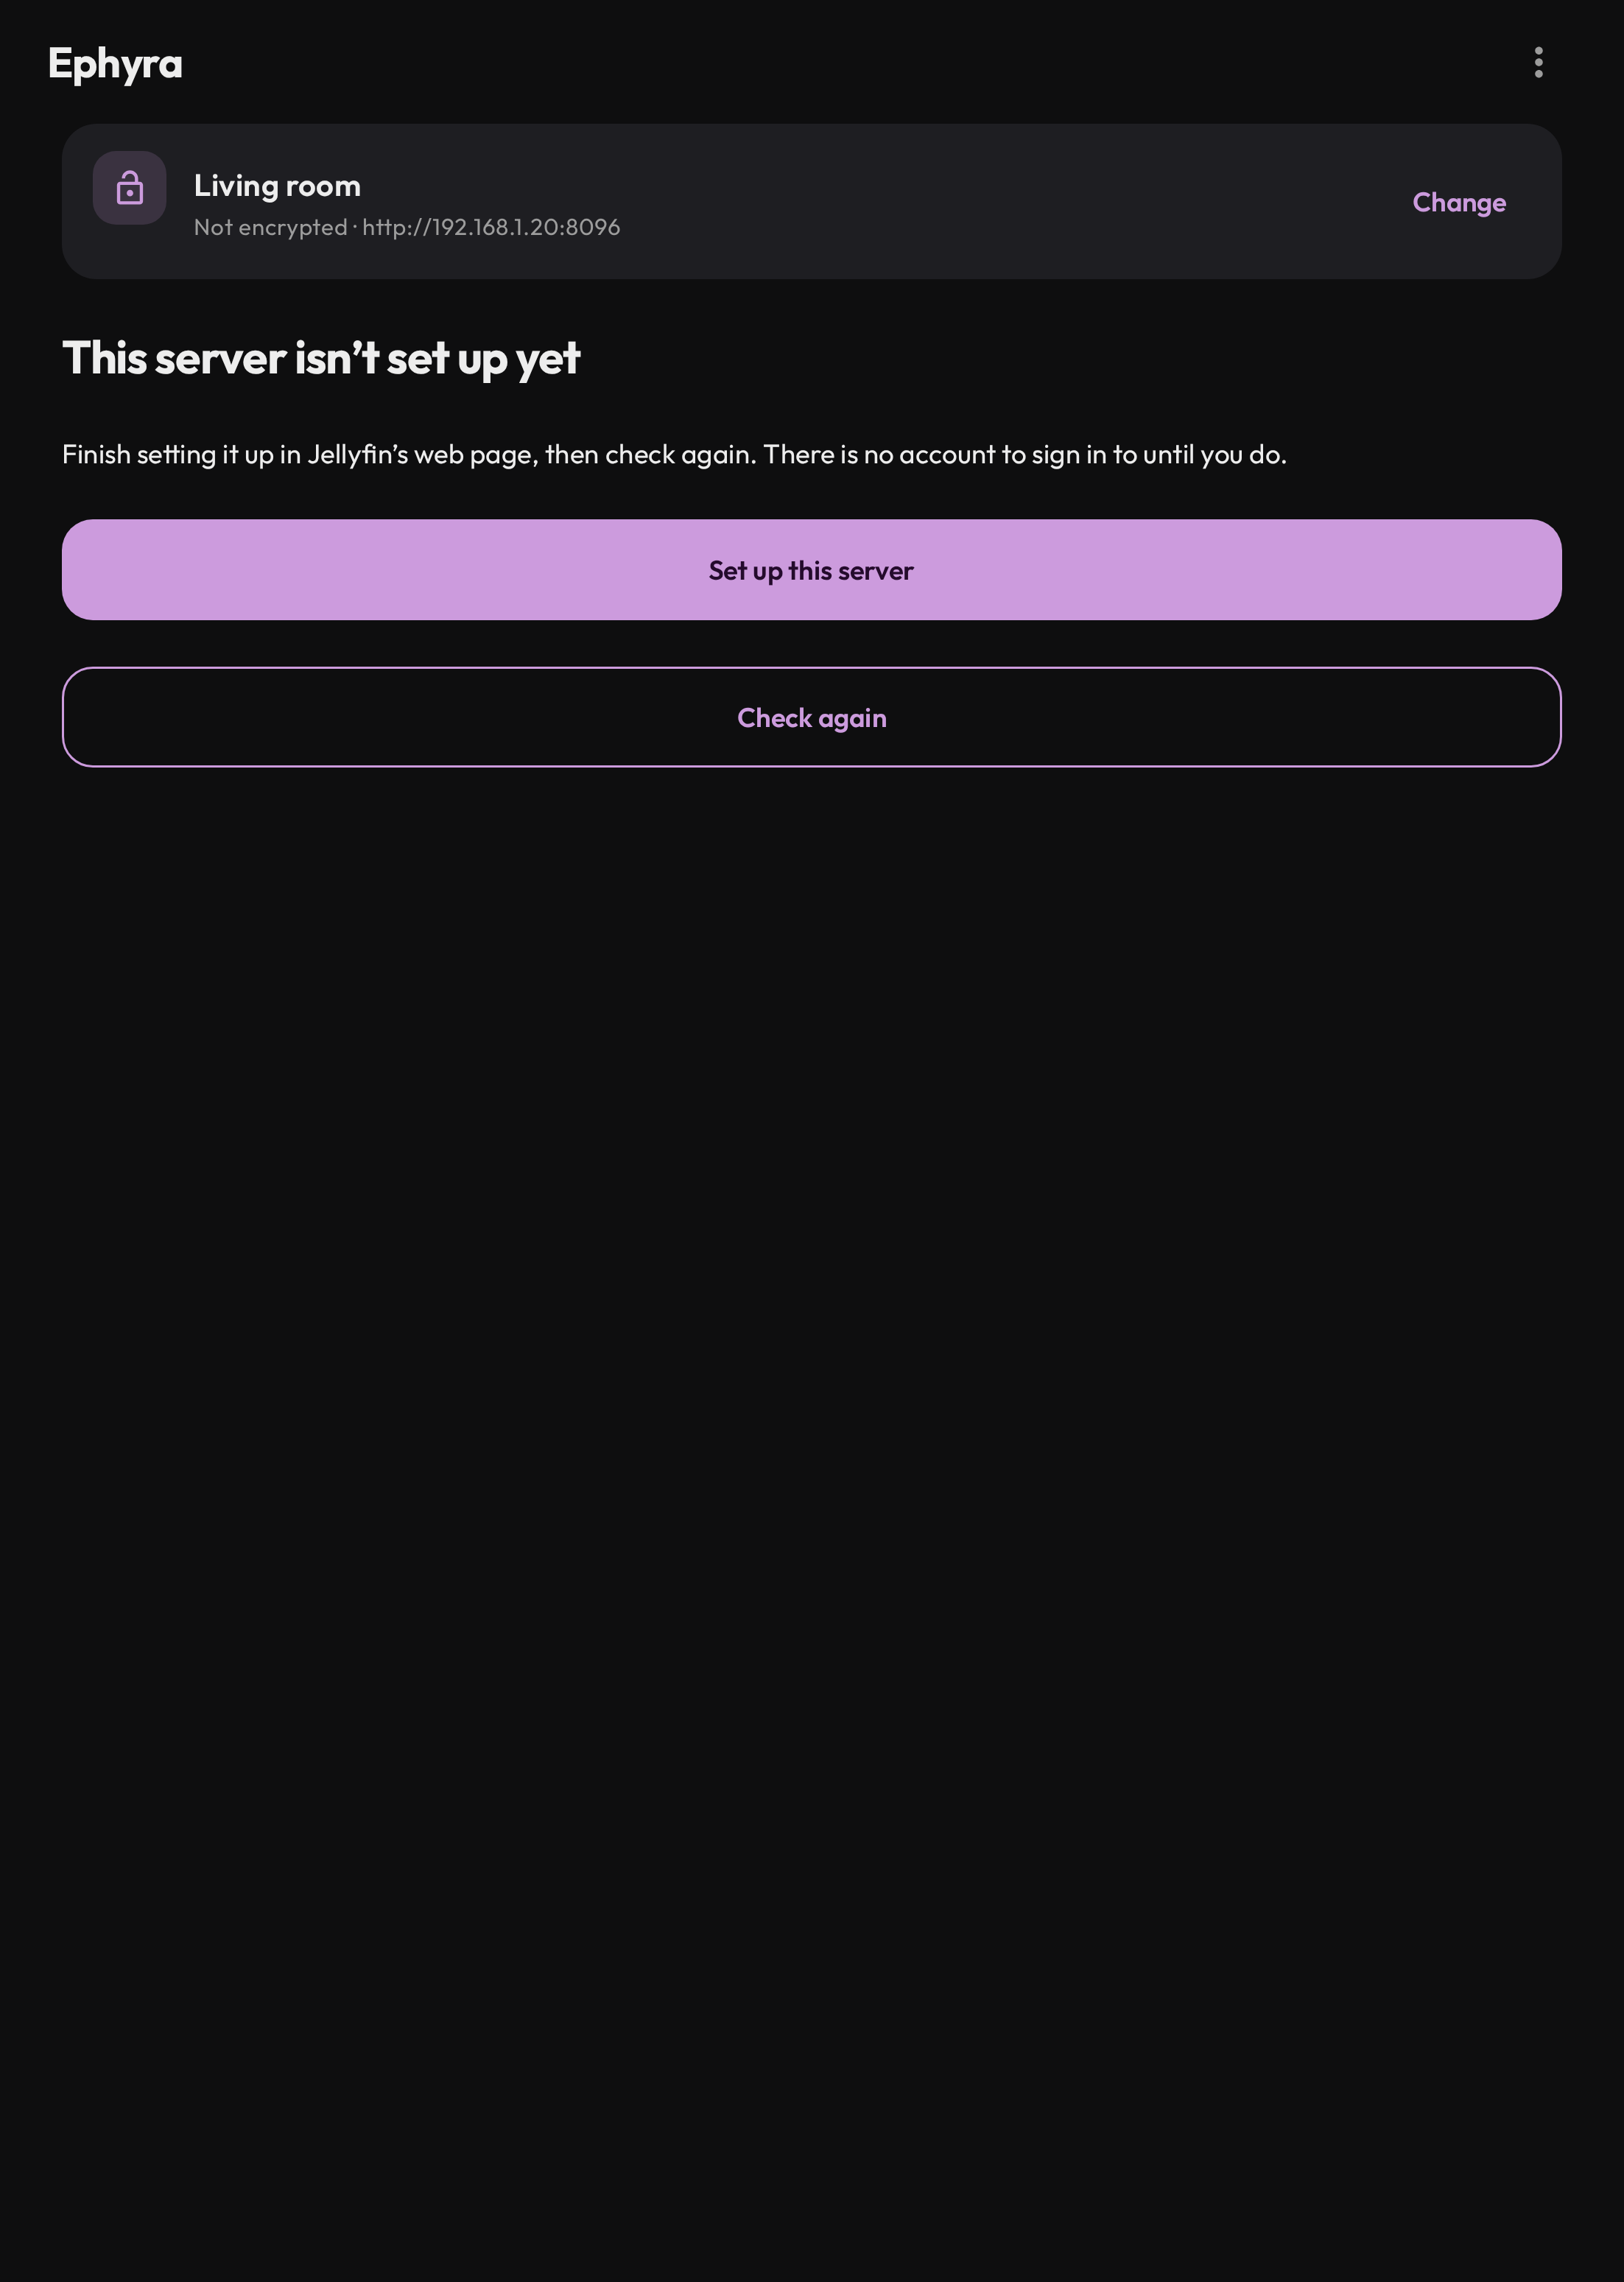 Ephyra
Living room
Not encrypted · http://192.168.1.20:8096
Change
This server isn’t set up yet
Finish setting it up in Jellyfin’s web page, then check again. There is no account to sign in to until you do.
Set up this server
Check again